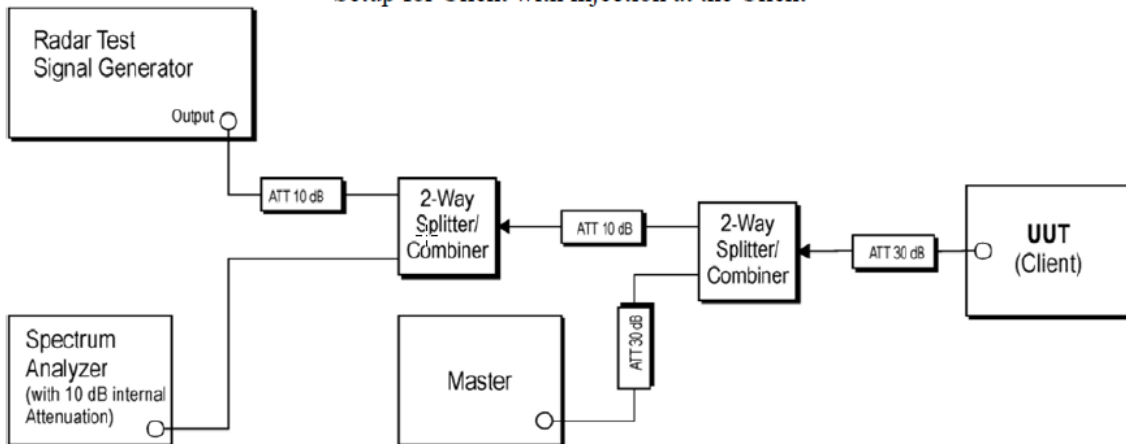 Setup for Client with injection at the Client
Radar Test
Signal Generator
Output
ATT 10 dB
2-Way
Splitter/
Combiner
ATT 10 dB
2-Way
Splitter/
Combiner
ATT 30 dB
UUT
(Client)
Spectrum
Analyzer
(with 10 dB internal
Attenuation)
Master
ATT 30 dB